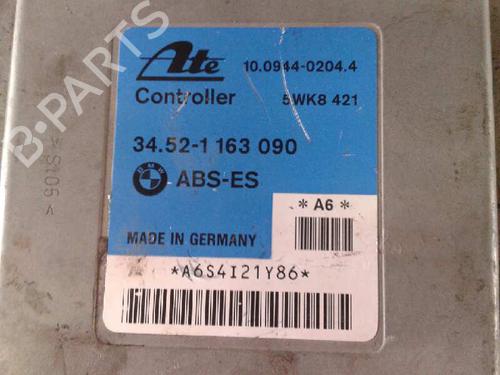 Ate
10.0944-0204.4
Controller
5WK8 421
34.52-1 163 090
BMW
ABS-ES
* A6 *
MADE IN GERMANY
*A6S4I21Y86*
>S105<
B-PARTS